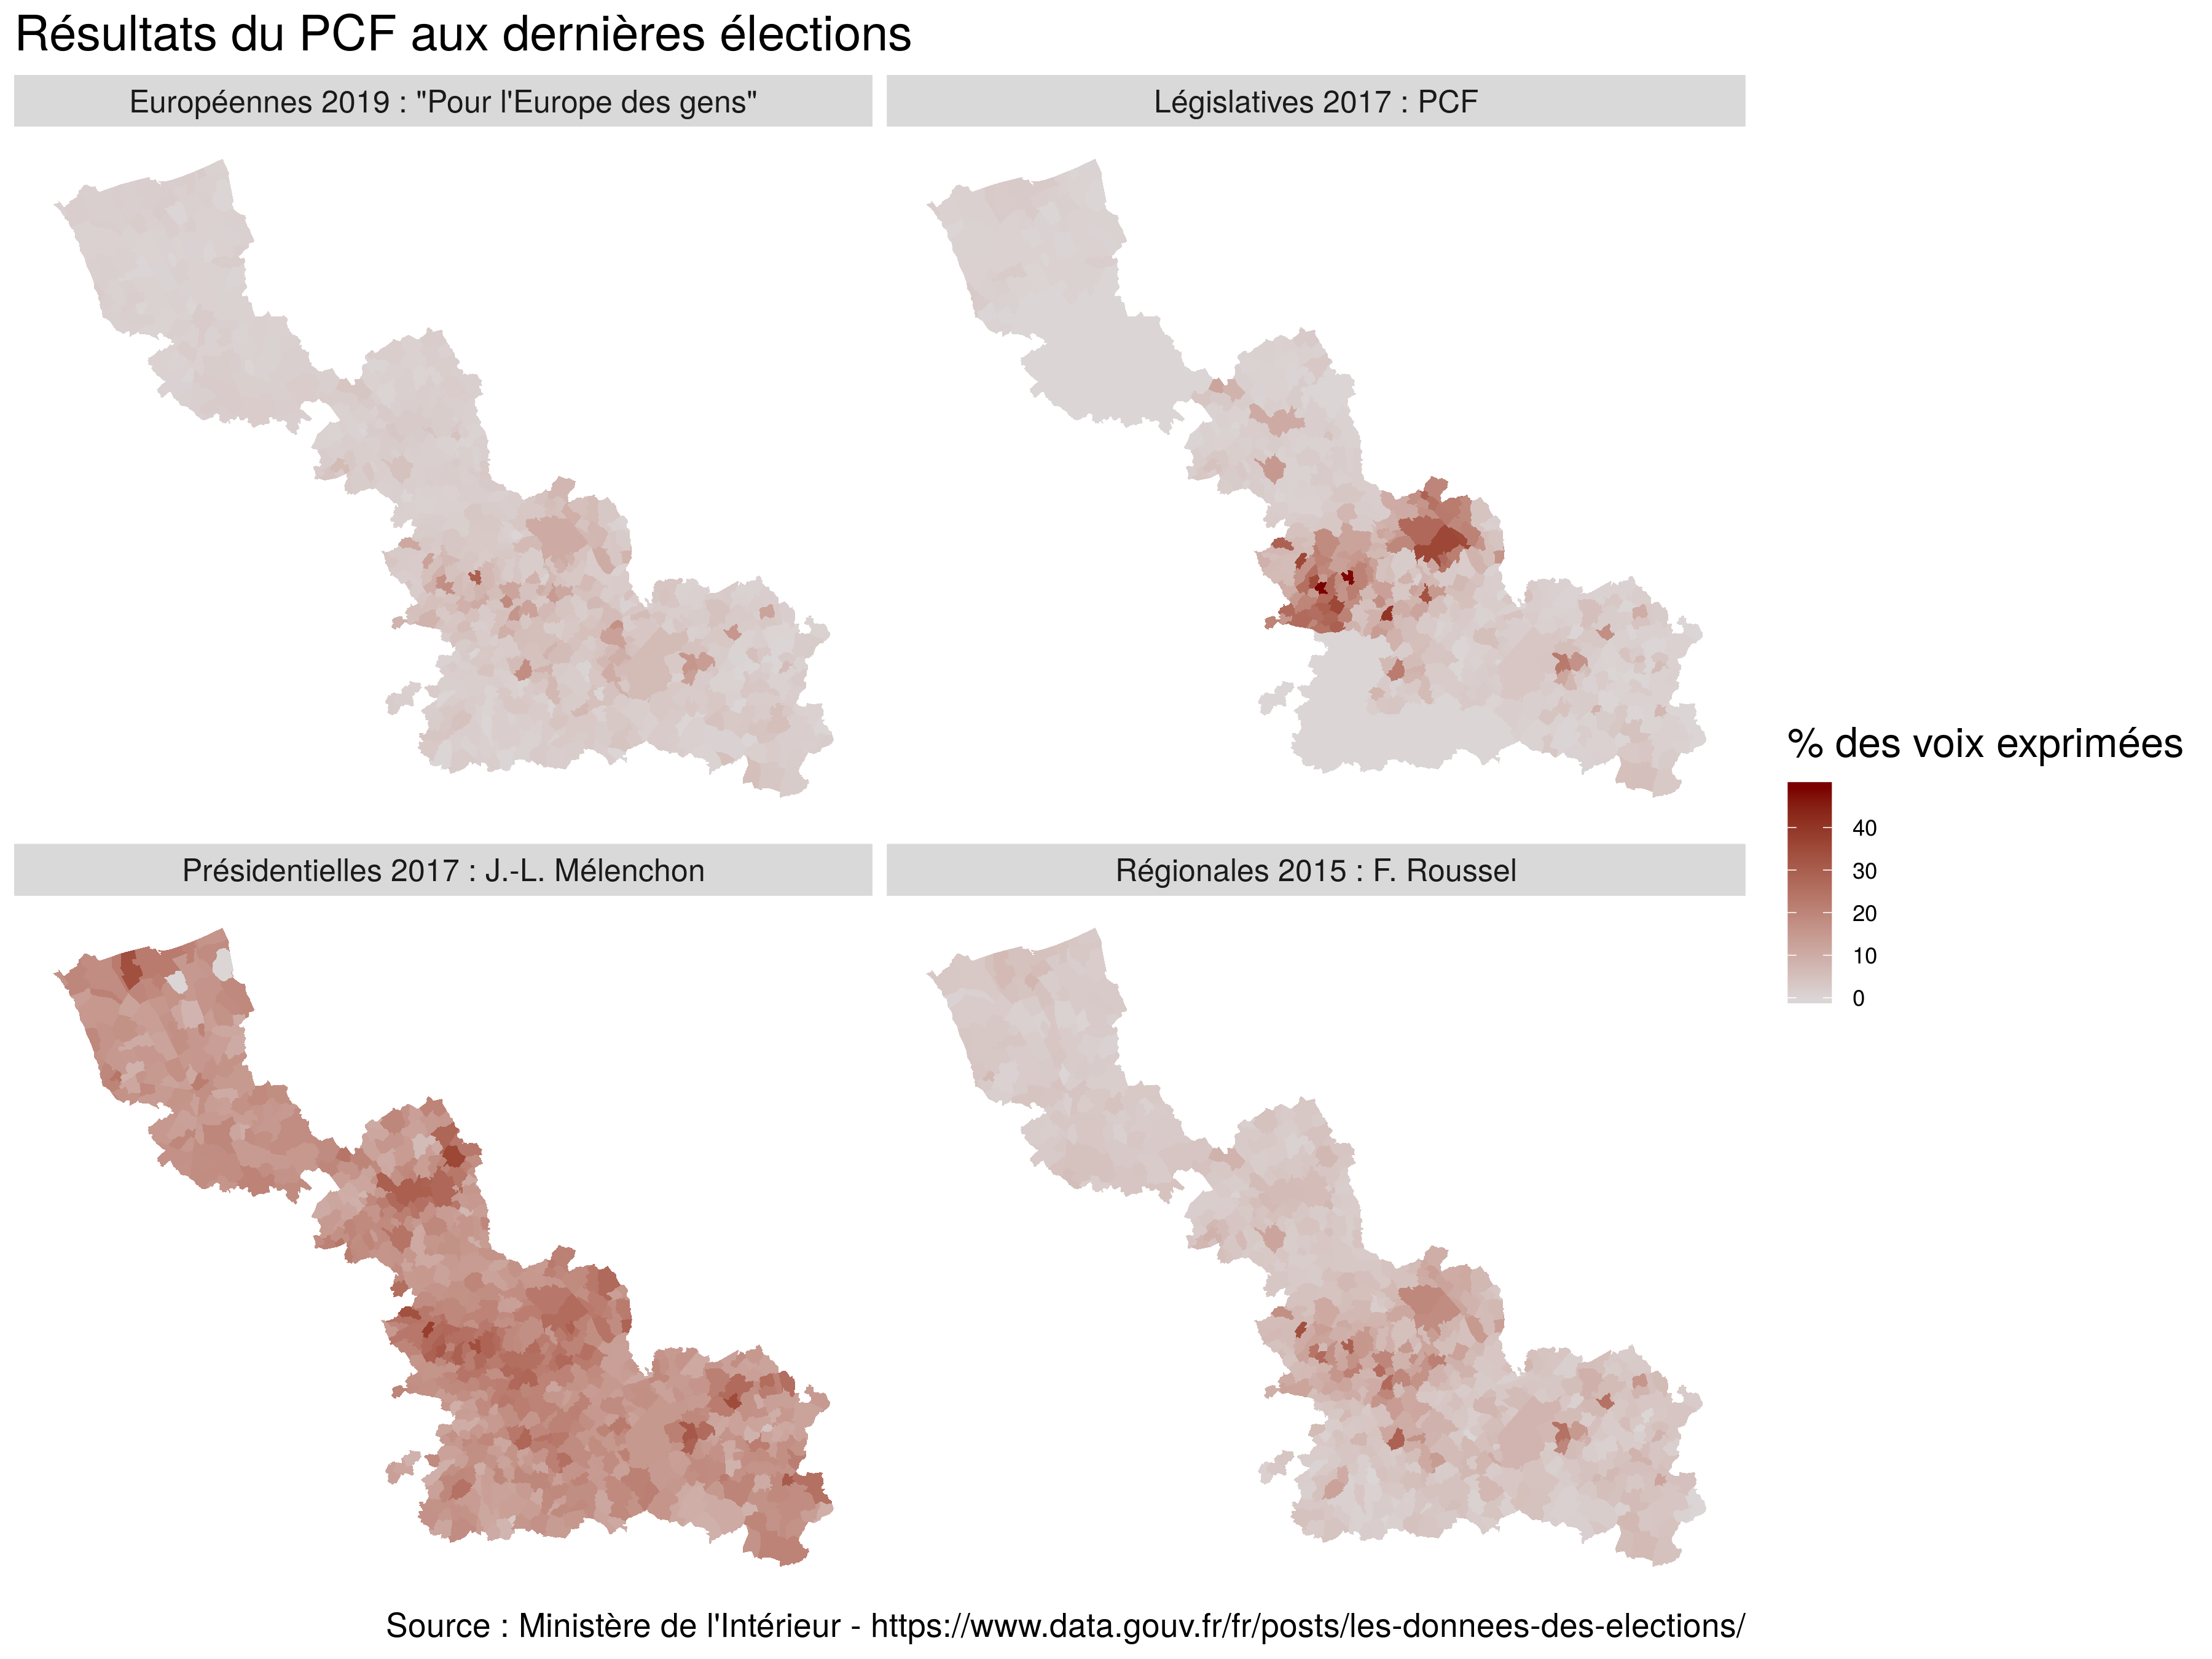 Résultats du PCF aux dernières élections
Européennes 2019 : "Pour l'Europe des gens"
Législatives 2017 : PCF
Présidentielles 2017 : J.-L. Mélenchon
Régionales 2015 : F. Roussel
% des voix exprimées
40
30
20
10
0
Source : Ministère de l'Intérieur - https://www.data.gouv.fr/fr/posts/les-donnees-des-elections/